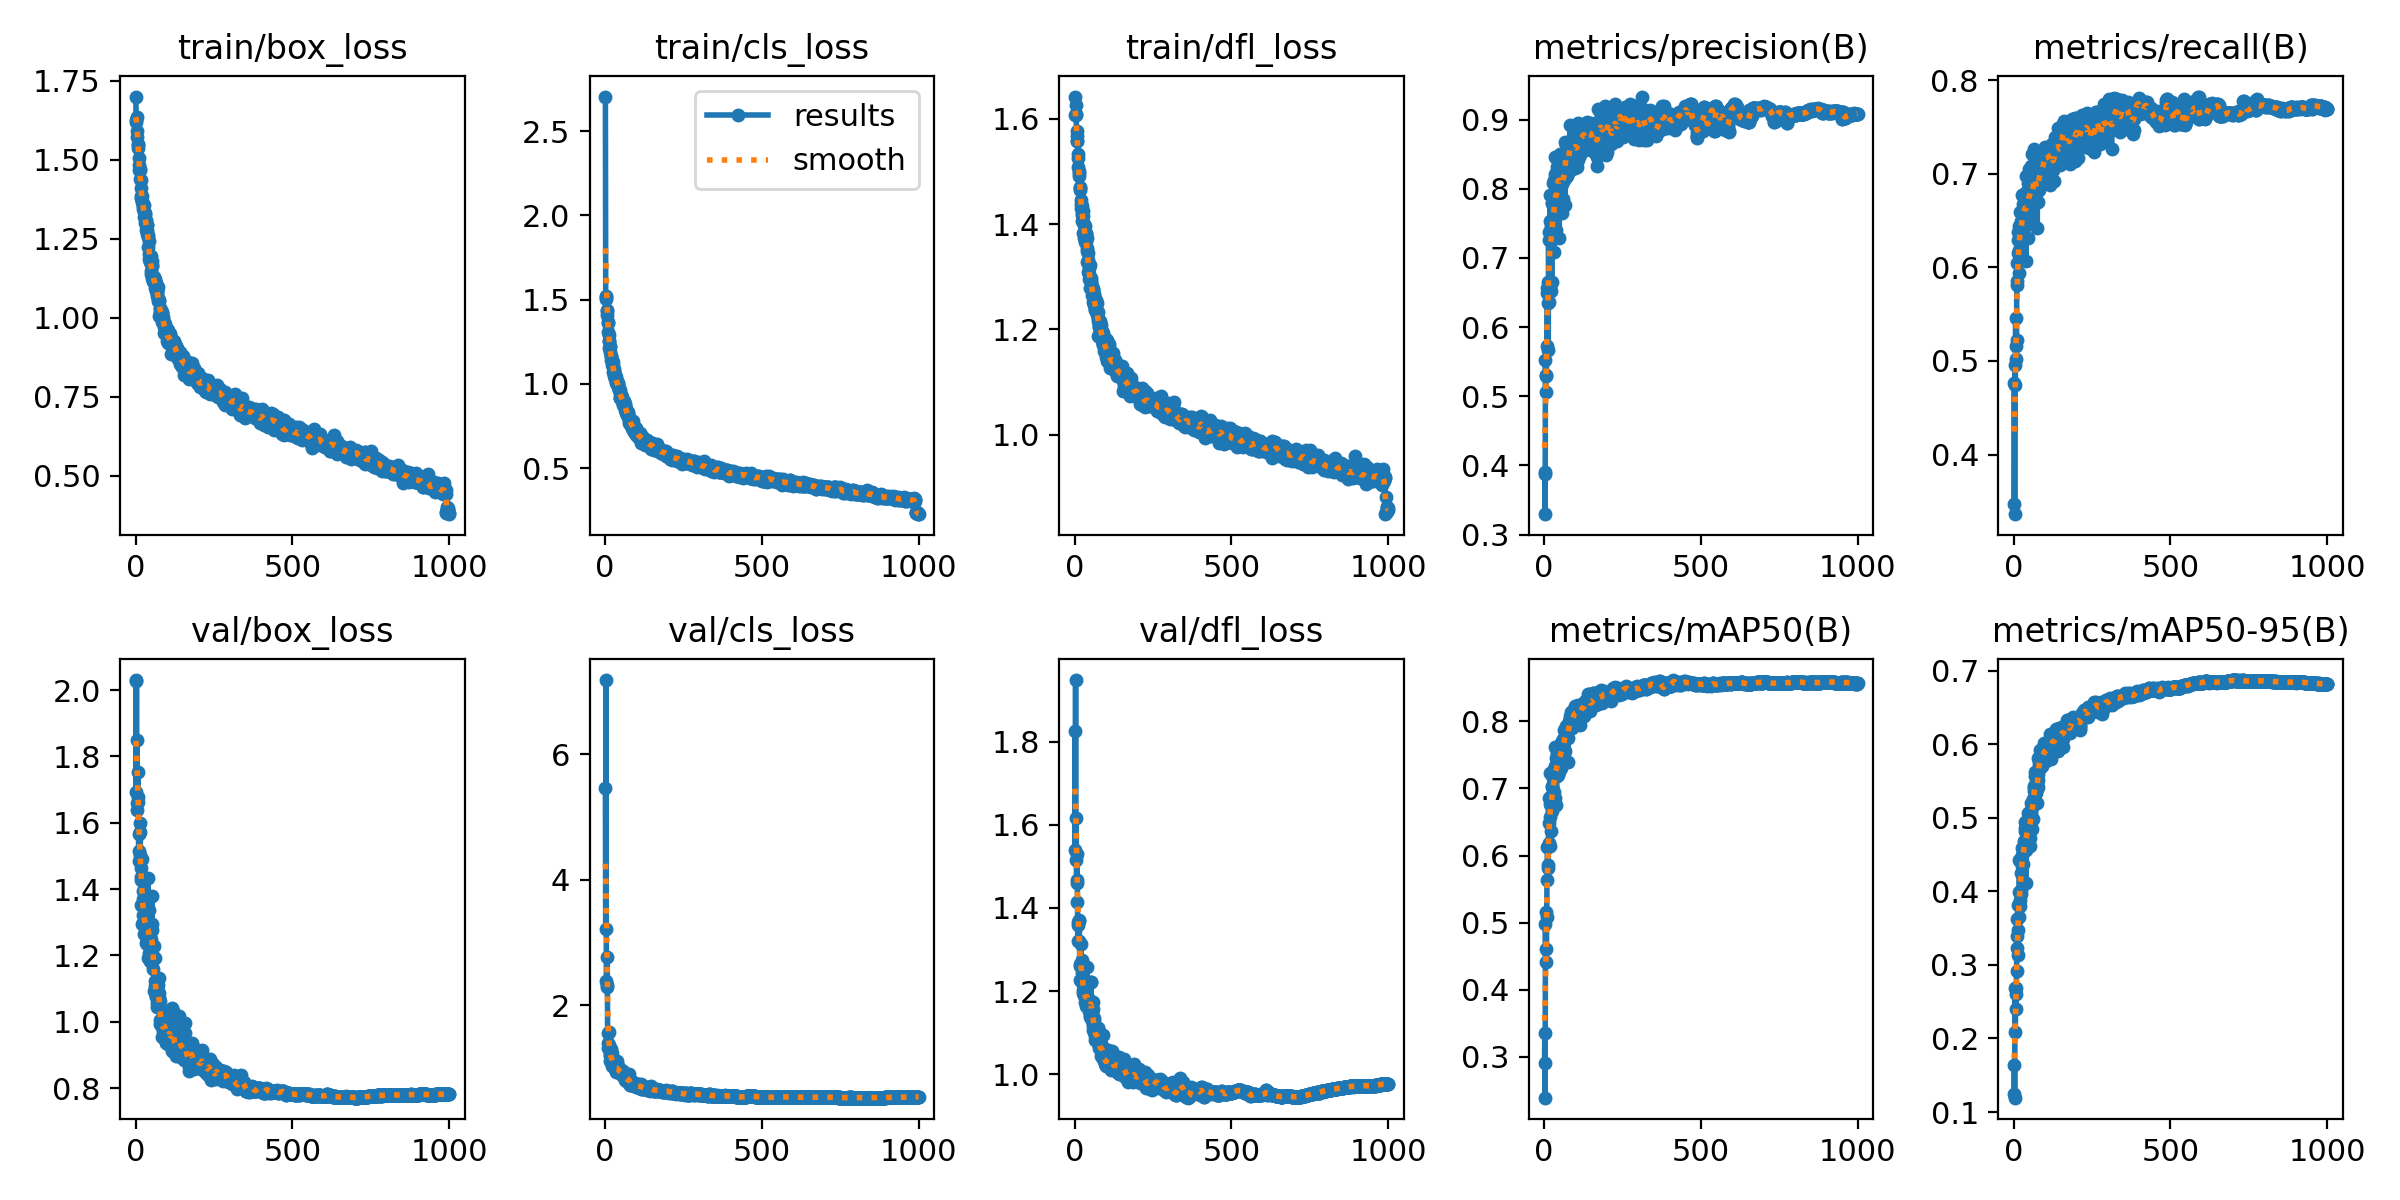 train/box_loss
1.75
1.50
1.25
1.00
0.75
0.50
0 500 1000
train/cls_loss
results
smooth
2.5
2.0
1.5
1.0
0.5
0 500 1000
train/dfl_loss
1.6
1.4
1.2
1.0
0 500 1000
metrics/precision(B)
0.9
0.8
0.7
0.6
0.5
0.4
0.3
0 500 1000
metrics/recall(B)
0.8
0.7
0.6
0.5
0.4
0 500 1000
val/box_loss
2.0
1.8
1.6
1.4
1.2
1.0
0.8
0 500 1000
val/cls_loss
6
4
2
0 500 1000
val/dfl_loss
1.8
1.6
1.4
1.2
1.0
0 500 1000
metrics/mAP50(B)
0.8
0.7
0.6
0.5
0.4
0.3
0 500 1000
metrics/mAP50-95(B)
0.7
0.6
0.5
0.4
0.3
0.2
0.1
0 500 1000